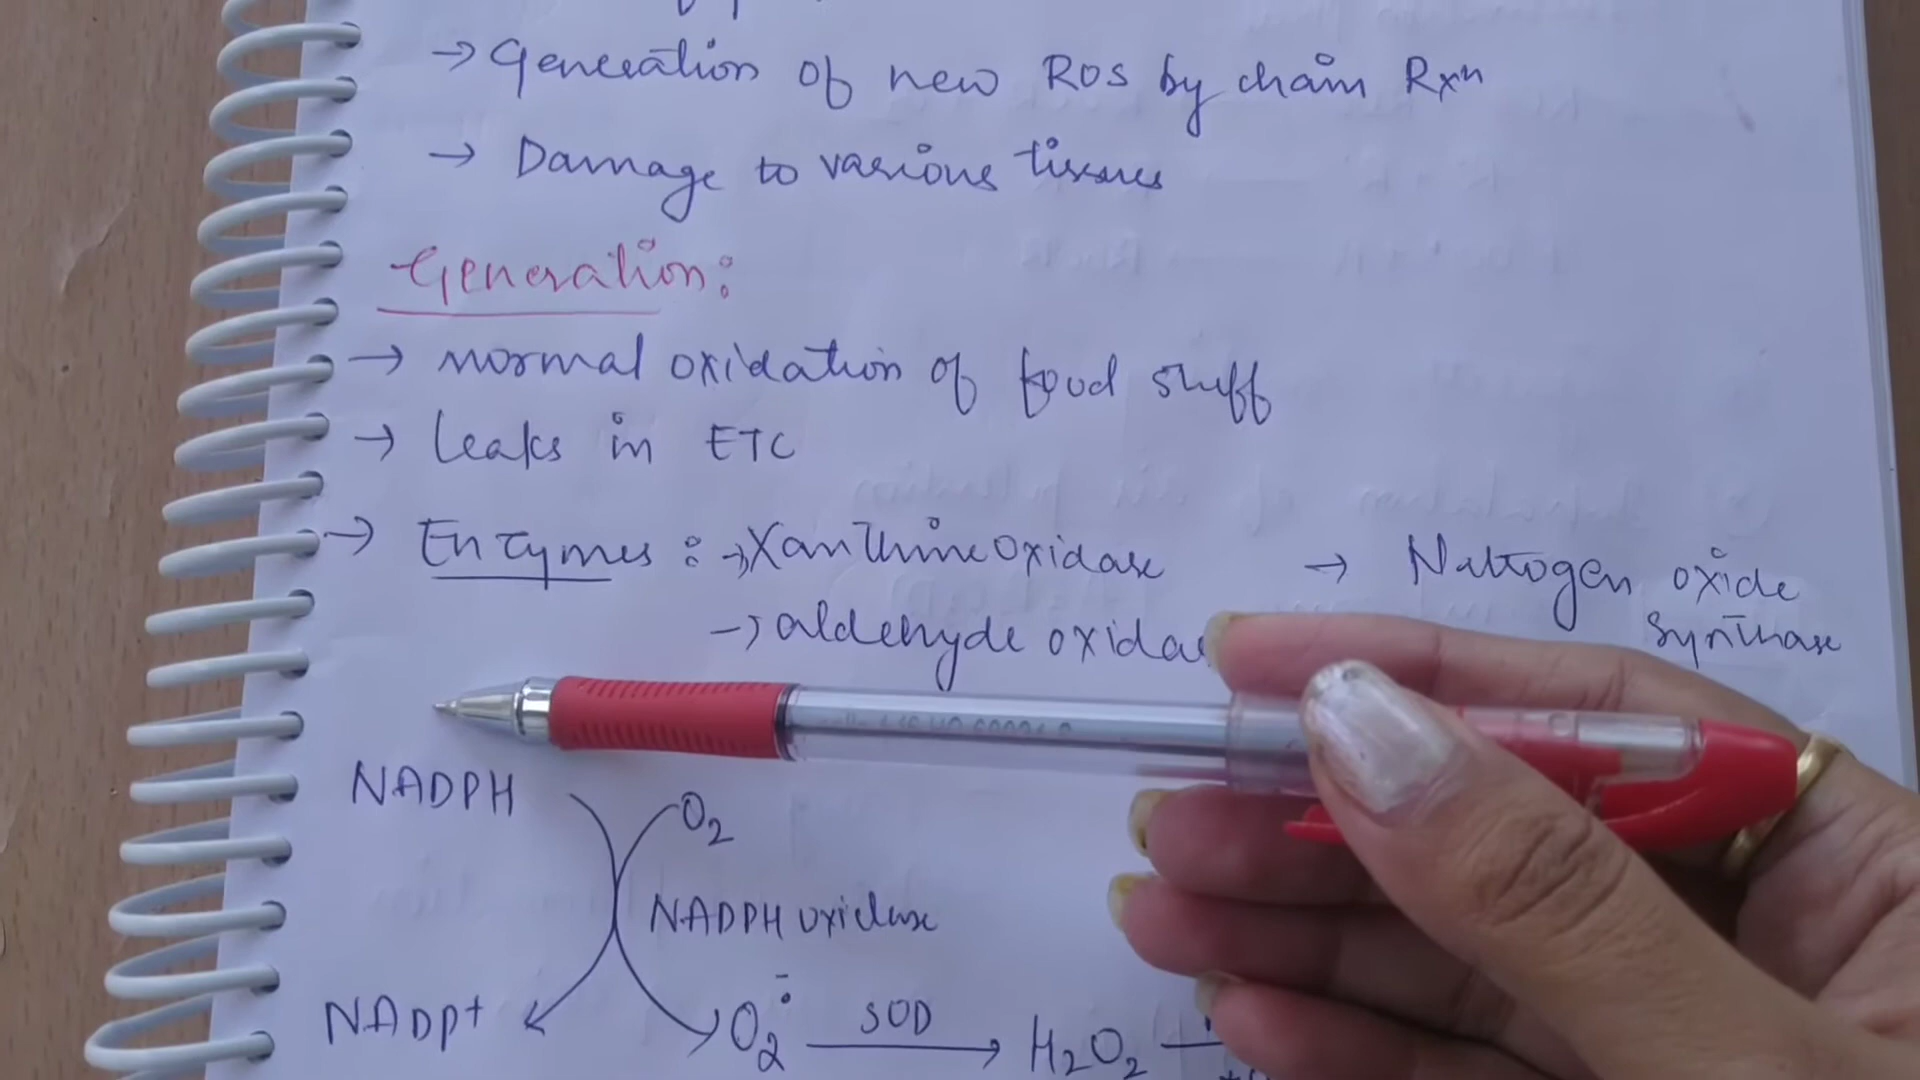 → Generation of new ROS by chain Rxn
→ Damage to various tissues
Generation:
→ normal oxidation of food stuff
→ leaks in ETC
→ Enzymes : → Xanthine oxidase → Nitrogen oxide synthase
→ aldehyde
NADPH O2
NADPH oxidase
NADP+ O2 SOD → H2O2